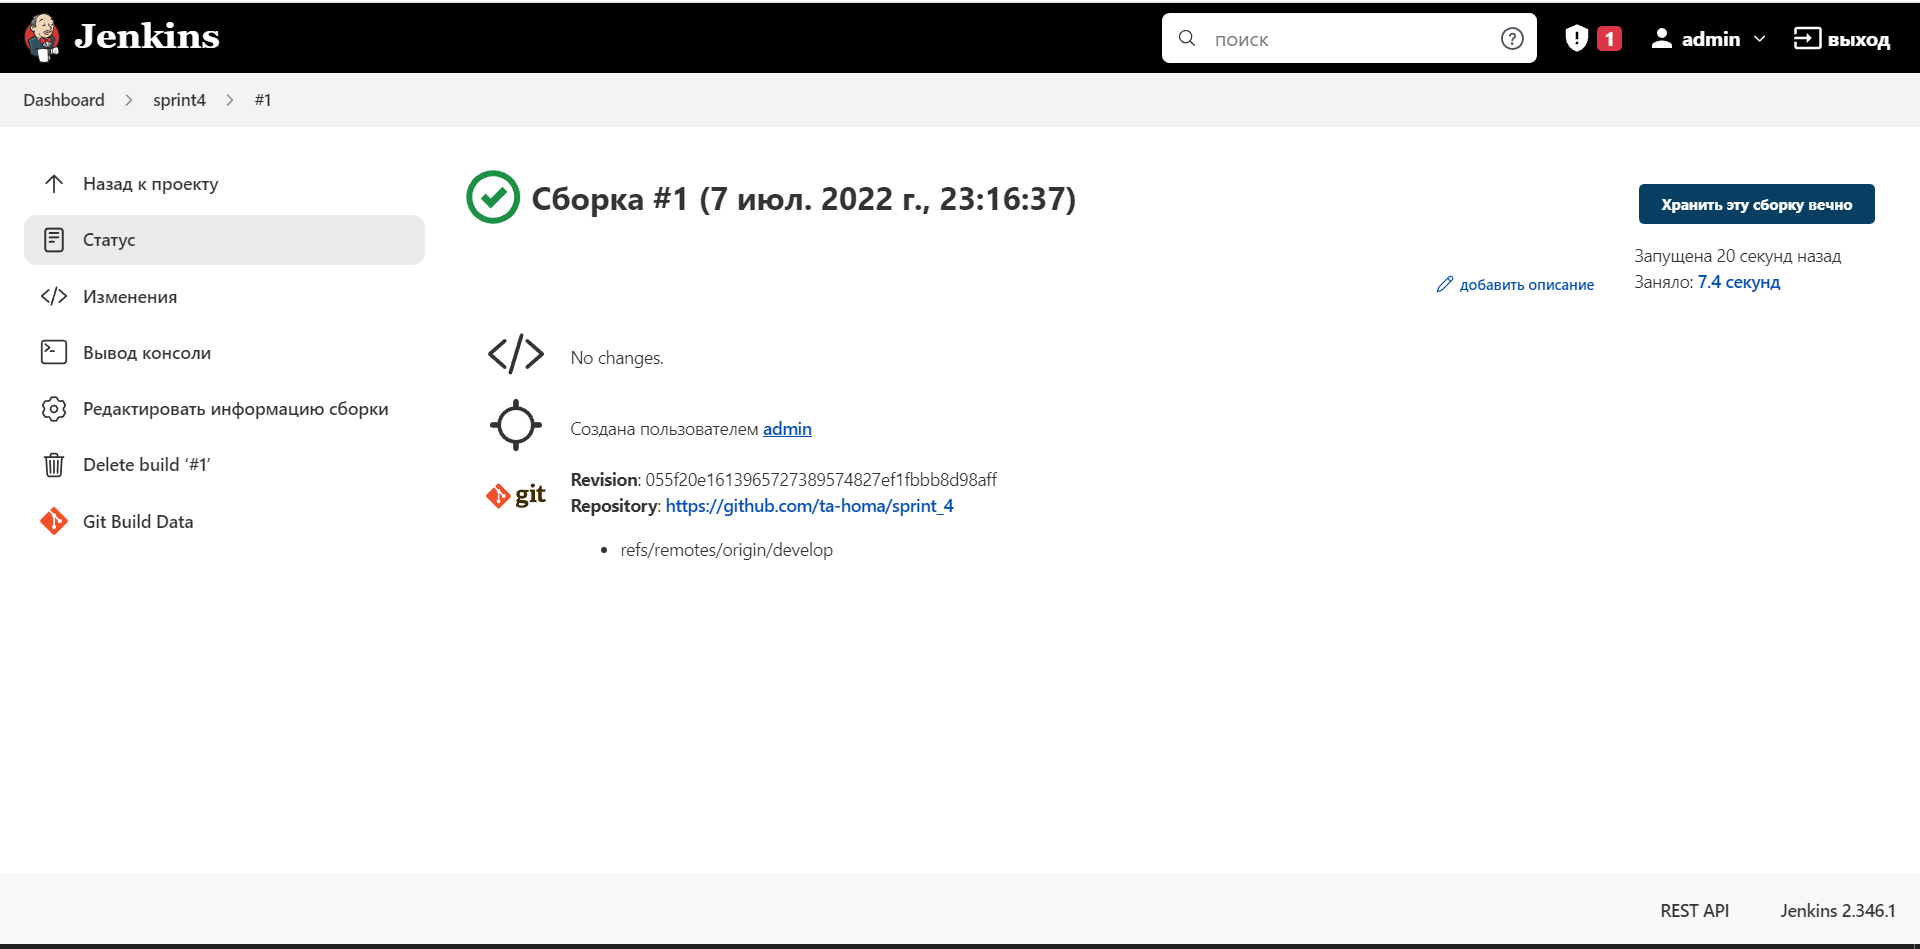 Jenkins
поиск
1
admin
выход
Dashboard
sprint4
#1
Назад к проекту
Статус
Изменения
Вывод консоли
Редактировать информацию сборки
Delete build ‘#1’
Git Build Data
Сборка #1 (7 июл. 2022 г., 23:16:37)
Хранить эту сборку вечно
Запущена 20 секунд назад
Заняло: 7.4 секунд
добавить описание
No changes.
Создана пользователем admin
git
Revision: 055f20e1613965727389574827ef1fbbb8d98aff
Repository: https://github.com/ta-homa/sprint_4
• refs/remotes/origin/develop
REST API
Jenkins 2.346.1